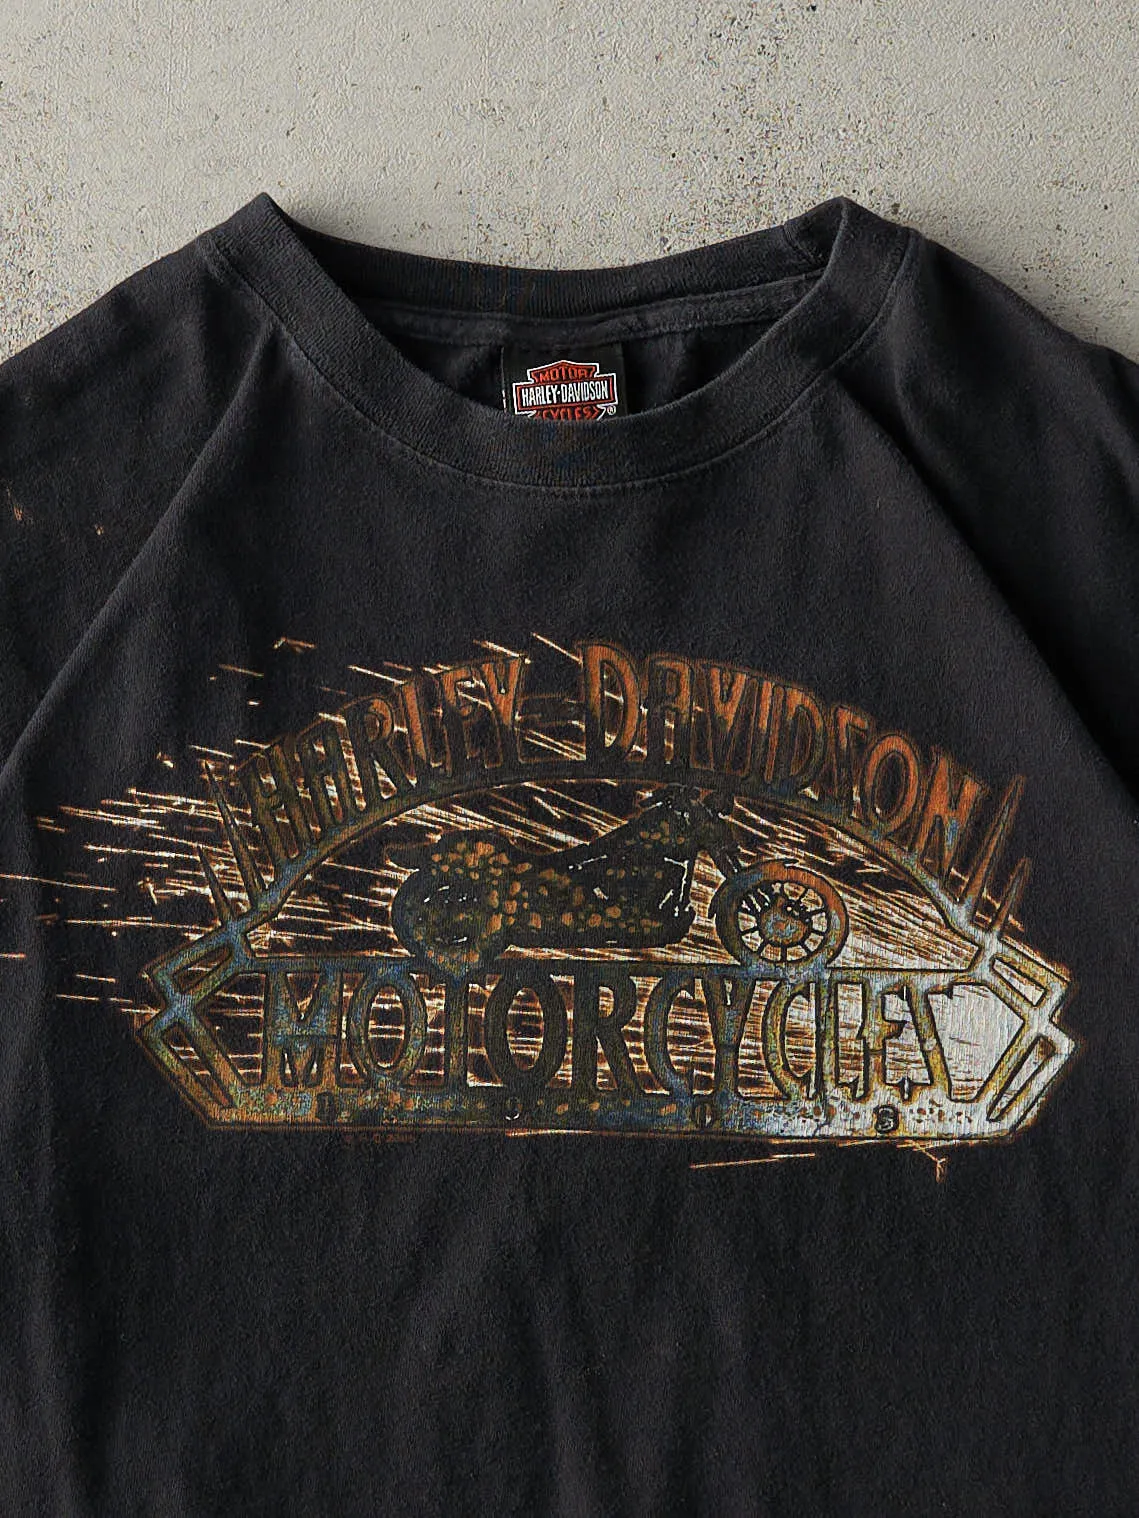 MOTOR
HARLEY-DAVIDSON
CYCLES ®
HARLEY DAVIDSON
MOTORCYCLES